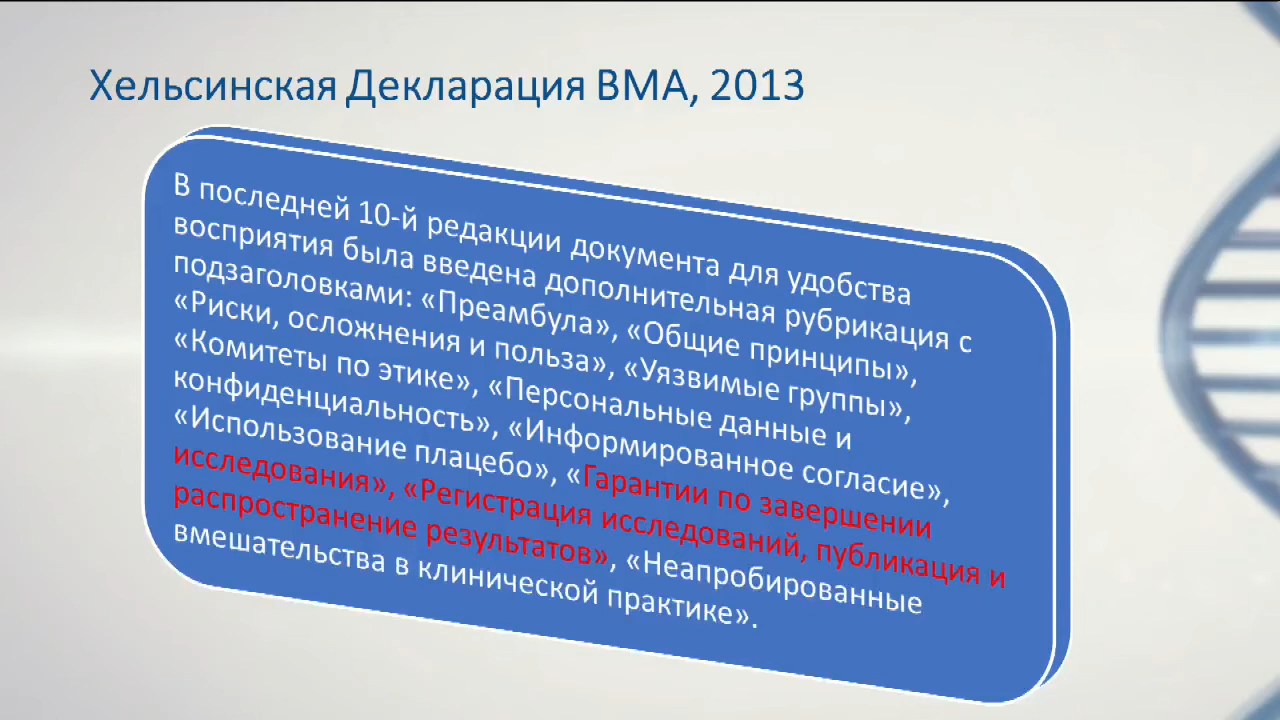 Хельсинская Декларация ВМА, 2013
В последней 10-й редакции документа для удобства
восприятия была введена дополнительная рубрикация с
подзаголовками: «Преамбула», «Общие принципы»,
«Риски, осложнения и польза», «Уязвимые группы»,
«Комитеты по этике», «Персональные данные и
конфиденциальность», «Информированное согласие»,
«Использование плацебо», «Гарантии по завершении
исследования», «Регистрация исследований, публикация и
распространение результатов», «Неапробированные
вмешательства в клинической практике».